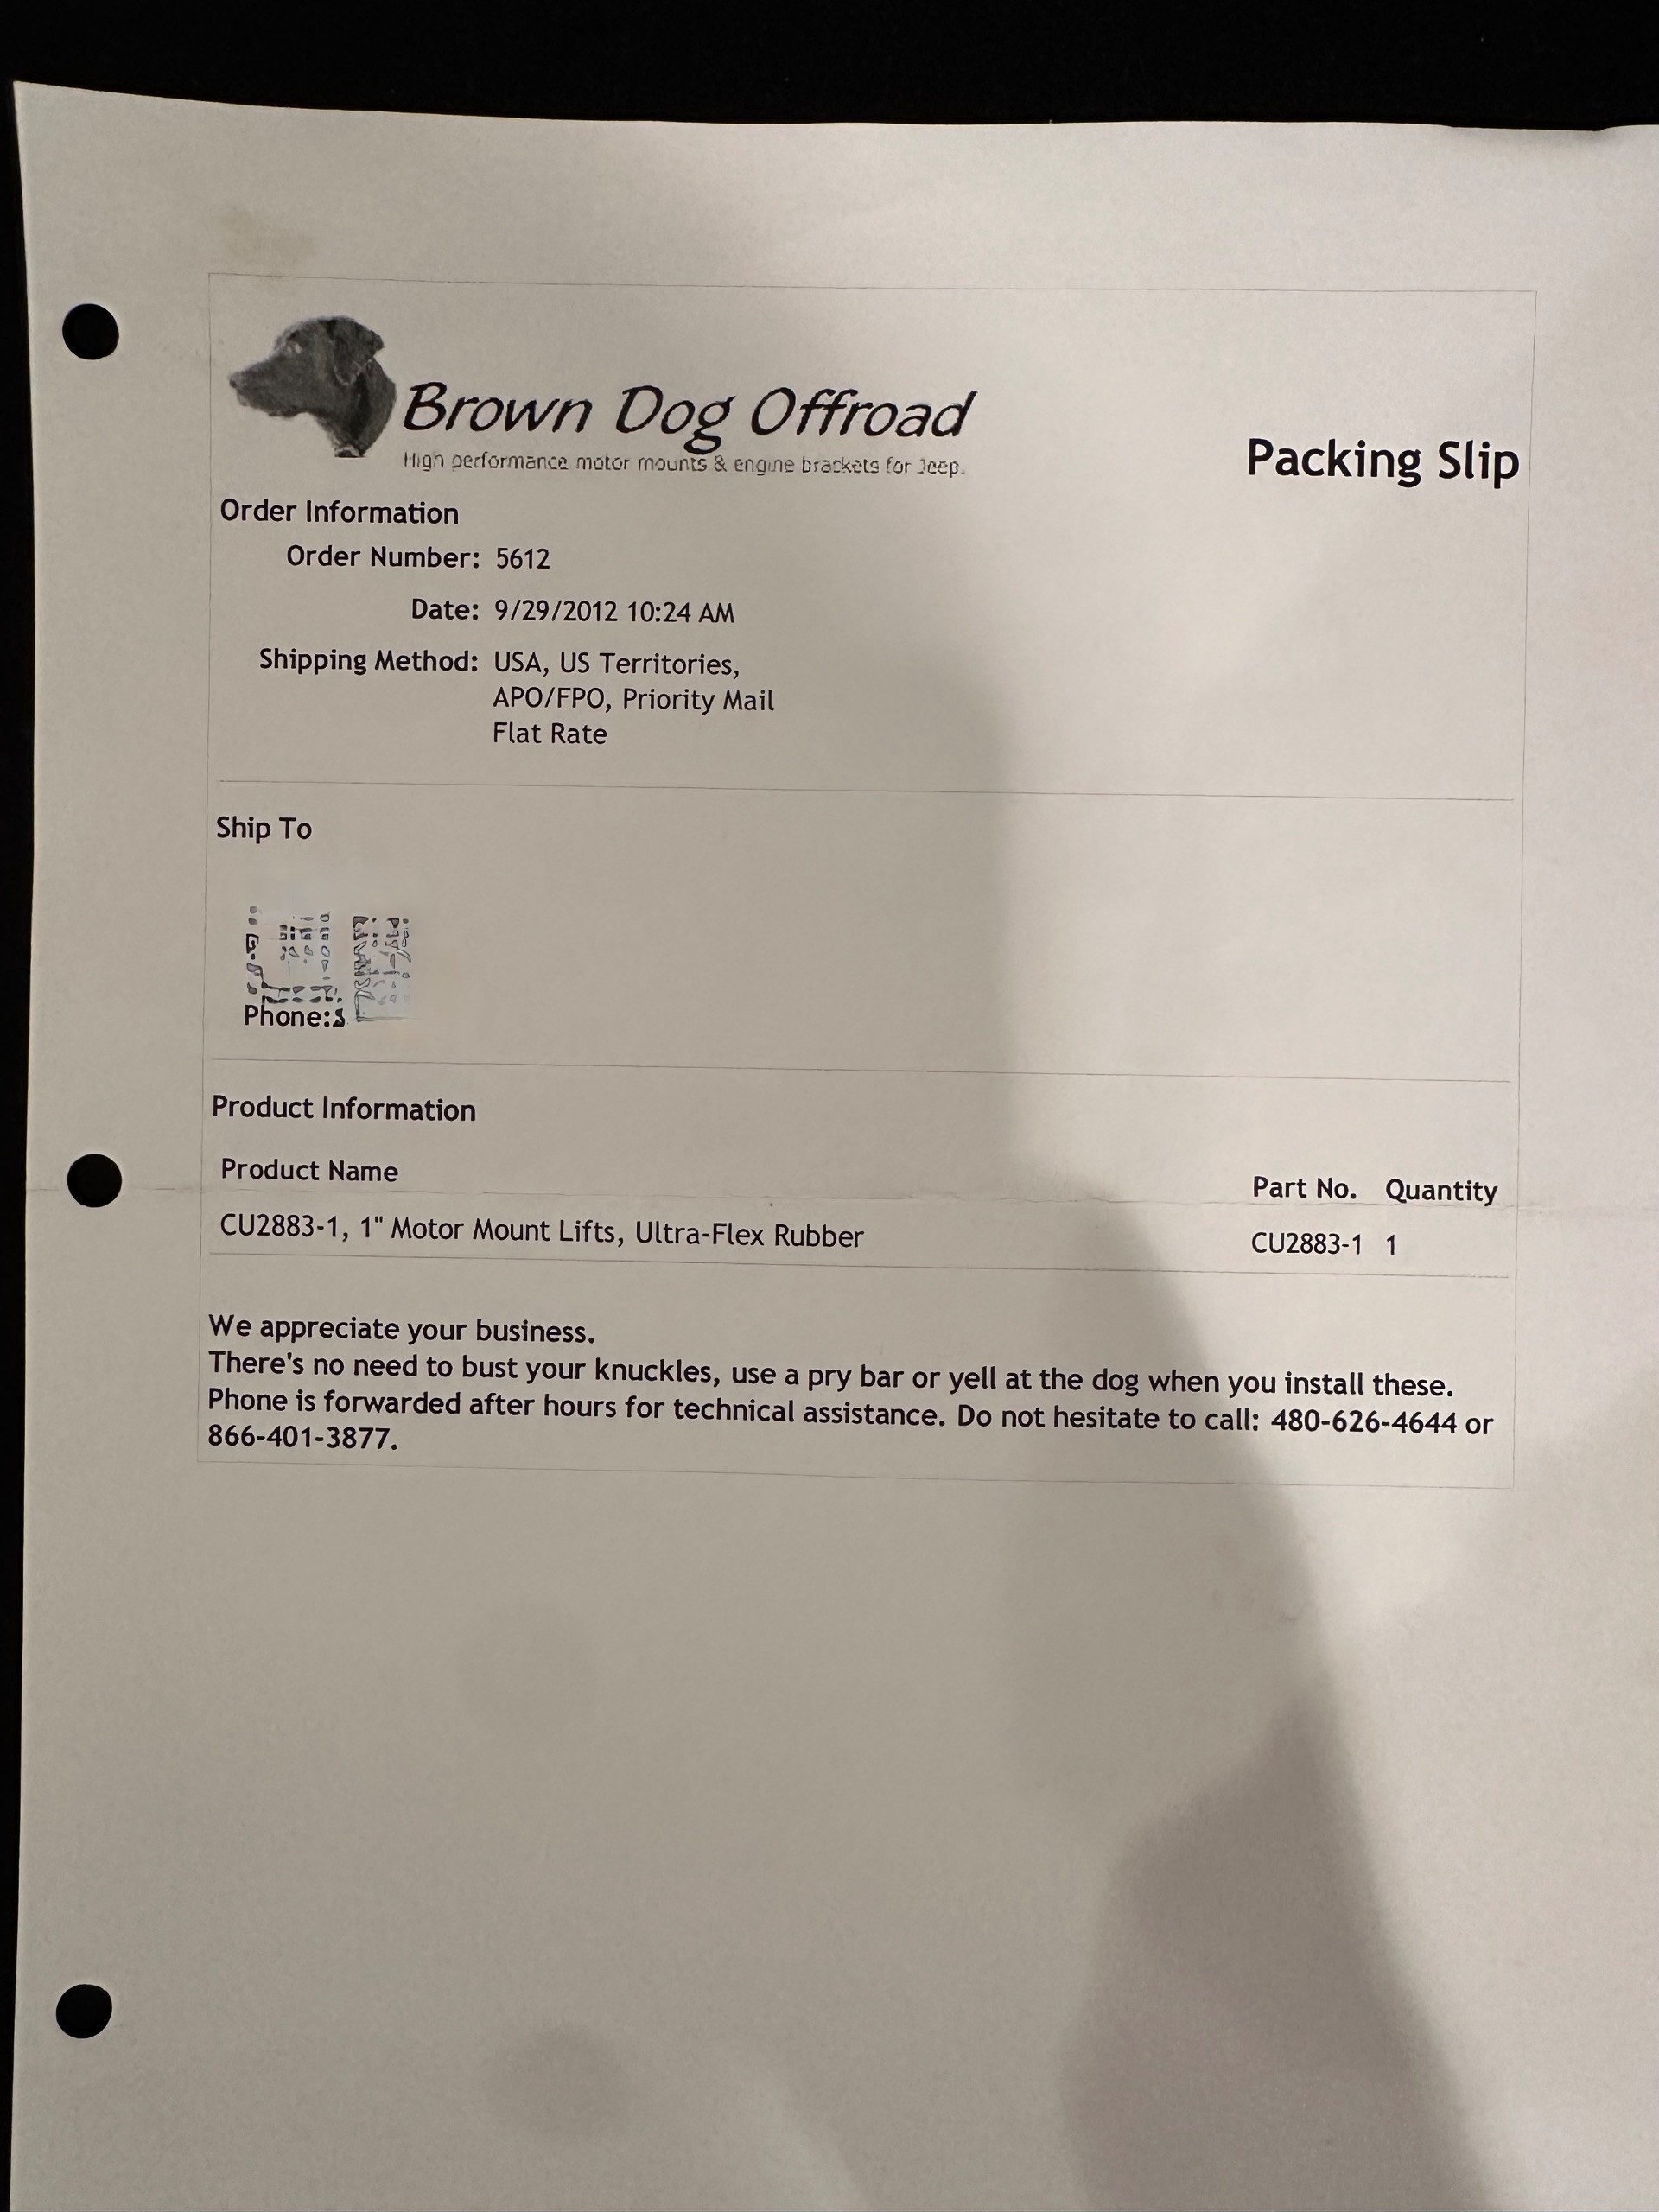 Brown Dog Offroad
High performance motor mounts & engine brackets for Jeep.
Packing Slip
Order Information
Order Number: 5612
Date: 9/29/2012 10:24 AM
Shipping Method: USA, US Territories,
APO/FPO, Priority Mail
Flat Rate
Ship To
Phone:
Product Information
Product Name
Part No. Quantity
CU2883-1, 1" Motor Mount Lifts, Ultra-Flex Rubber
CU2883-1 1
We appreciate your business.
There's no need to bust your knuckles, use a pry bar or yell at the dog when you install these.
Phone is forwarded after hours for technical assistance. Do not hesitate to call: 480-626-4644 or
866-401-3877.